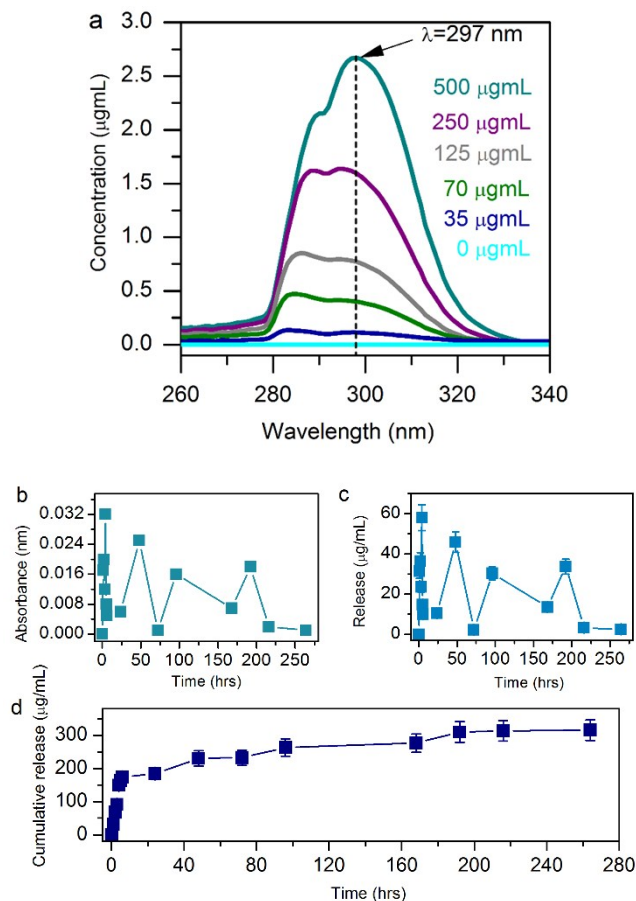 a
λ=297 nm
3.0
2.5
2.0
1.5
1.0
0.5
0.0
Concentration (µgmL)
500 µgmL
250 µgmL
125 µgmL
70 µgmL
35 µgmL
0 µgmL
260 280 300 320 340
Wavelength (nm)
b
0.032
0.024
0.016
0.008
0.000
Absorbance (nm)
0 50 100 150 200 250
Time (hrs)
c
60
40
20
0
Release (µg/mL)
0 50 100 150 200 250
Time (hrs)
d
300
200
100
0
Cumulative release (µg/mL)
0 40 80 120 160 200 240 280
Time (hrs)